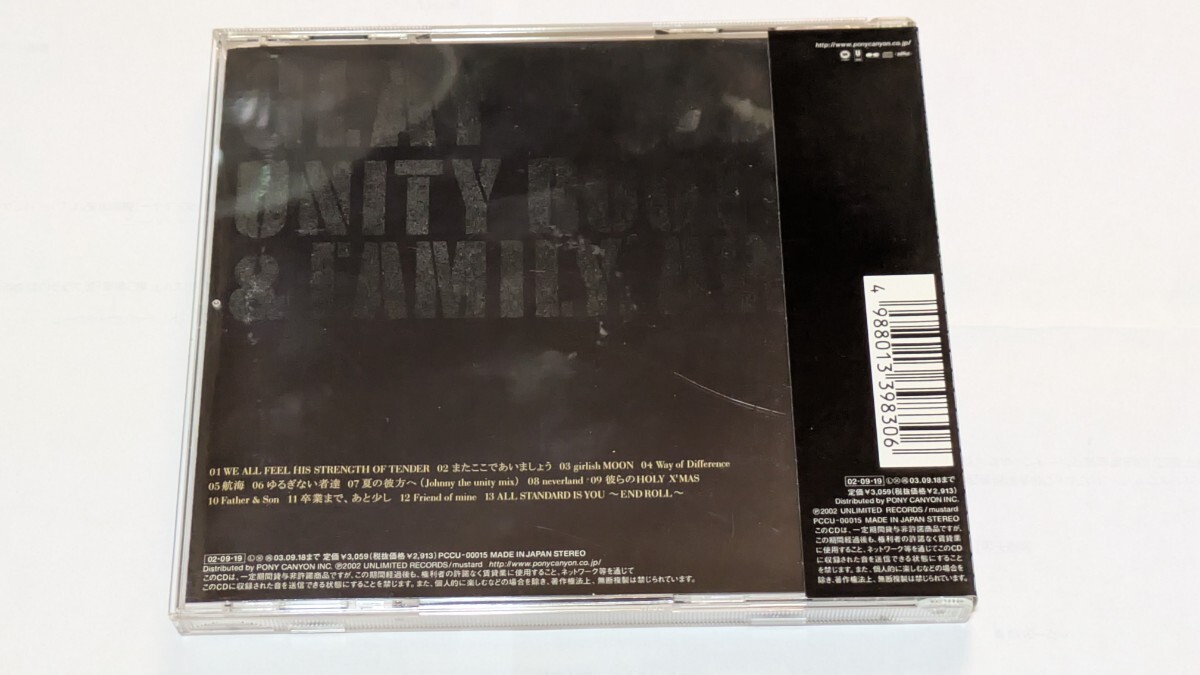 GLAY
UNITY
& FAMILY
01 WE ALL FEEL HIS STRENGTH OF TENDER 02 またここであいましょう 03 girlish MOON 04 Way of Difference
05 航海 06 ゆるぎない者達 07 夏の彼方へ (Johnny the unity mix) 08 neverland 09 彼らのHOLY X'MAS
10 Father & Son 11 卒業まで、あと少し 12 Friend of mine 13 ALL STANDARD IS YOU ～END ROLL～
02・09・19 Ⓛ Ⓧ 03.09.18まで 定価 ¥3,059(税抜価格 ¥2,913) PCCU-00015 MADE IN JAPAN STEREO
Distributed by PONY CANYON INC. ℗2002 UNLIMITED RECORDS/mustard http://www.ponycanyon.co.jp/
このCDは、一定期間貸与非許諾商品ですが、この期間経過後も、権利者の許諾なく賃貸業に使用すること、ネットワーク等を通じて
このCDに収録された音を送信できる状態にすることを禁じます。また、個人的に楽しむなどの場合を除き、著作権法上、無断複製は禁じられています。
http://www.ponycanyon.co.jp/
4 988013 398306
02・09・19 Ⓛ Ⓧ 03.09.18まで
定価 ¥3,059(税抜価格 ¥2,913)
Distributed by PONY CANYON INC.
℗2002 UNLIMITED RECORDS / mustard
PCCU-00015 MADE IN JAPAN STEREO
このCDは、一定期間貸与非許諾商品ですが、
この期間経過後も、権利者の許諾なく賃貸業
に使用すること、ネットワーク等を通じてこのCD
に収録された音を送信できる状態にすることを
禁じます。また、個人的に楽しむなどの場合を
除き、著作権法上、無断複製は禁じられています。